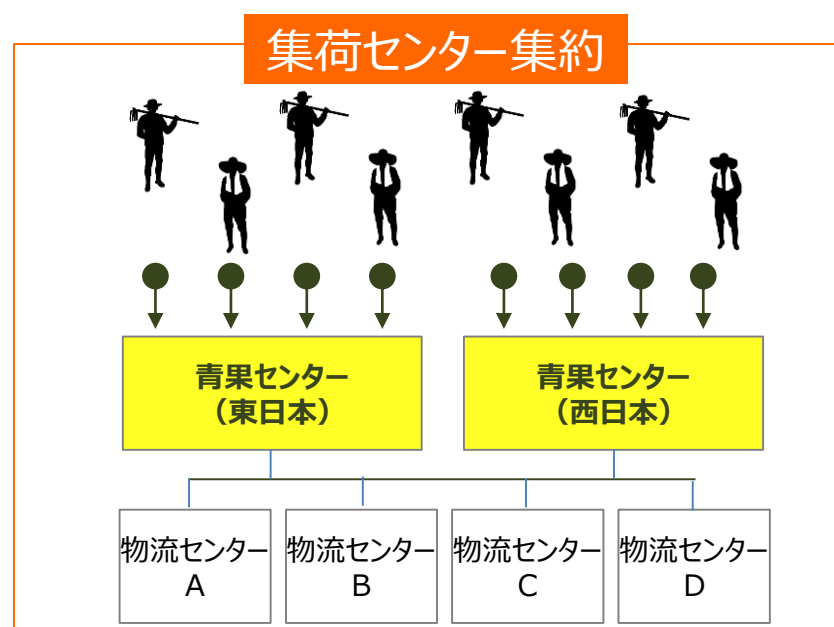 集荷センター集約
青果センター
（東日本）
青果センター
（西日本）
物流センター
A
物流センター
B
物流センター
C
物流センター
D